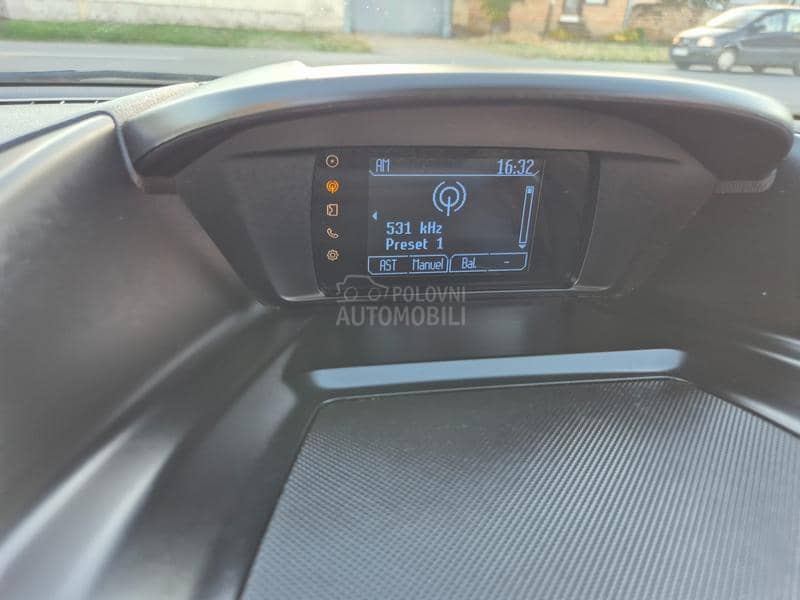 AM 16:32
531 kHz
Preset 1
AST Manuel Bal. -
POLOVNI
AUTOMOBILI